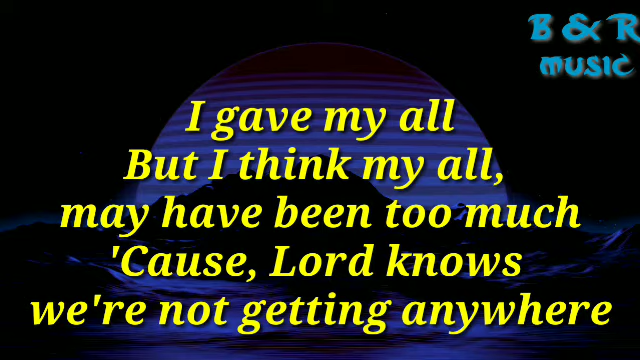 B & R
MUSIC
I gave my all
But I think my all,
may have been too much
'Cause, Lord knows
we're not getting anywhere